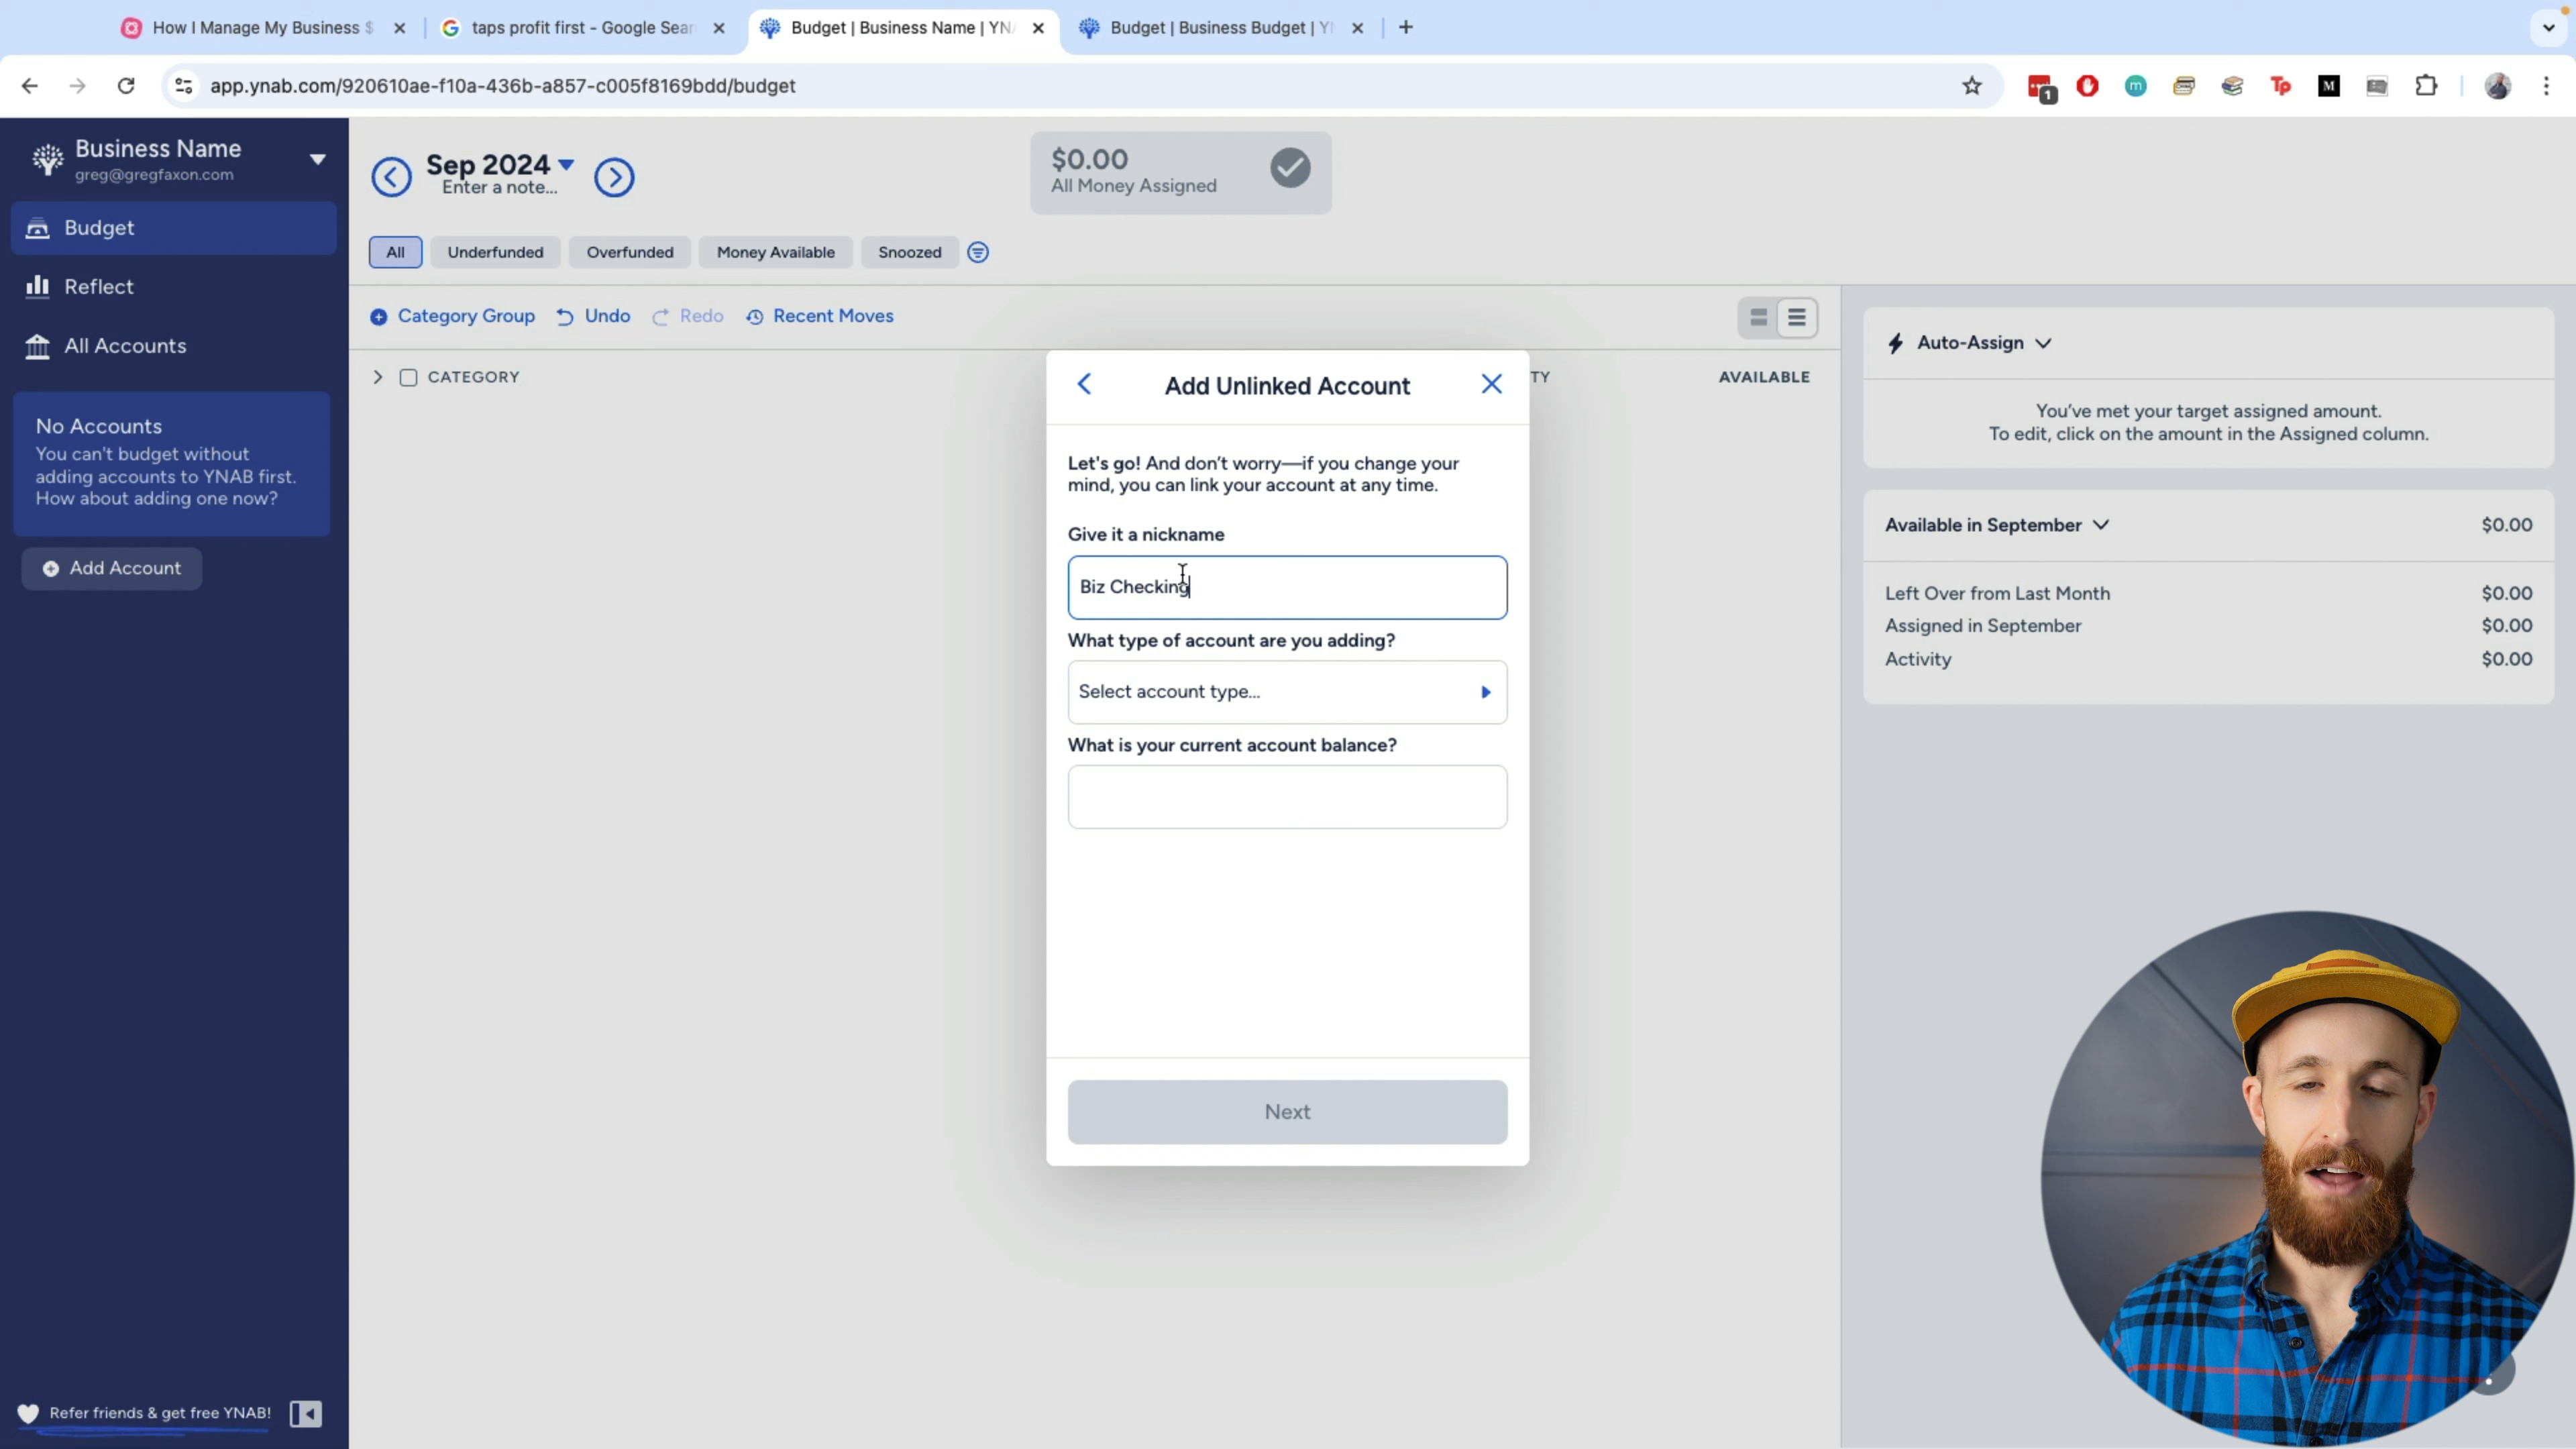 How I Manage My Business $
taps profit first - Google Sear
Budget | Business Name | YNA
Budget | Business Budget | YN
app.ynab.com/920610ae-f10a-436b-a857-c005f8169bdd/budget
1
m
Tp
M
Business Name
greg@gregfaxon.com
Budget
Reflect
All Accounts
No Accounts
You can't budget without
adding accounts to YNAB first.
How about adding one now?
Add Account
Refer friends & get free YNAB!
Sep 2024
Enter a note...
$0.00
All Money Assigned
All
Underfunded
Overfunded
Money Available
Snoozed
Category Group
Undo
Redo
Recent Moves
CATEGORY
TY
AVAILABLE
Add Unlinked Account
Let's go! And don't worry—if you change your
mind, you can link your account at any time.
Give it a nickname
Biz Checking
What type of account are you adding?
Select account type...
What is your current account balance?
Next
Auto-Assign
You've met your target assigned amount.
To edit, click on the amount in the Assigned column.
Available in September
$0.00
Left Over from Last Month
$0.00
Assigned in September
$0.00
Activity
$0.00